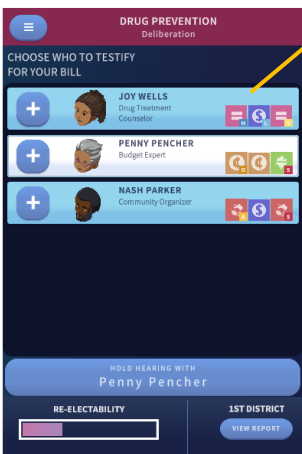 DRUG PREVENTION
Deliberation
CHOOSE WHO TO TESTIFY
FOR YOUR BILL
JOY WELLS
Drug Treatment
Counselor
PENNY PENCHER
Budget Expert
NASH PARKER
Community Organizer
HOLD HEARING WITH
Penny Pencher
RE-ELECTABILITY
1ST DISTRICT
VIEW REPORT